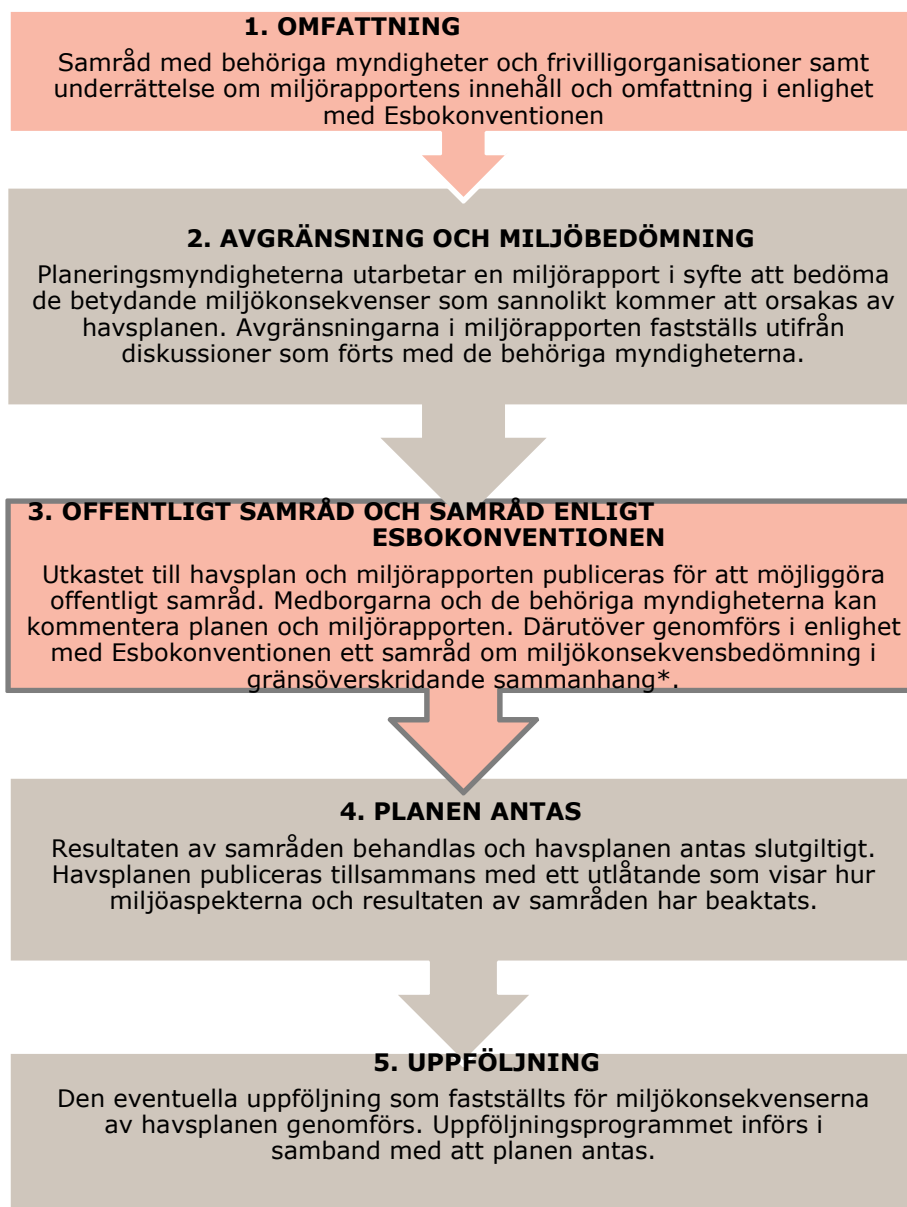 1. OMFATTNING
Samråd med behöriga myndigheter och frivilligorganisationer samt
underrättelse om miljörapportens innehåll och omfattning i enlighet
med Esbokonventionen
2. AVGRÄNSNING OCH MILJÖBEDÖMNING
Planeringsmyndigheterna utarbetar en miljörapport i syfte att bedöma
de betydande miljökonsekvenser som sannolikt kommer att orsakas av
havsplanen. Avgränsningarna i miljörapporten fastställs utifrån
diskussioner som förts med de behöriga myndigheterna.
3. OFFENTLIGT SAMRÅD OCH SAMRÅD ENLIGT
ESBOKONVENTIONEN
Utkastet till havsplan och miljörapporten publiceras för att möjliggöra
offentligt samråd. Medborgarna och de behöriga myndigheterna kan
kommentera planen och miljörapporten. Därutöver genomförs i enlighet
med Esbokonventionen ett samråd om miljökonsekvensbedömning i
gränsöverskridande sammanhang*.
4. PLANEN ANTAS
Resultaten av samråden behandlas och havsplanen antas slutgiltigt.
Havsplanen publiceras tillsammans med ett utlåtande som visar hur
miljöaspekterna och resultaten av samråden har beaktats.
5. UPPFÖLJNING
Den eventuella uppföljning som fastställts för miljökonsekvenserna
av havsplanen genomförs. Uppföljningsprogrammet införs i
samband med att planen antas.